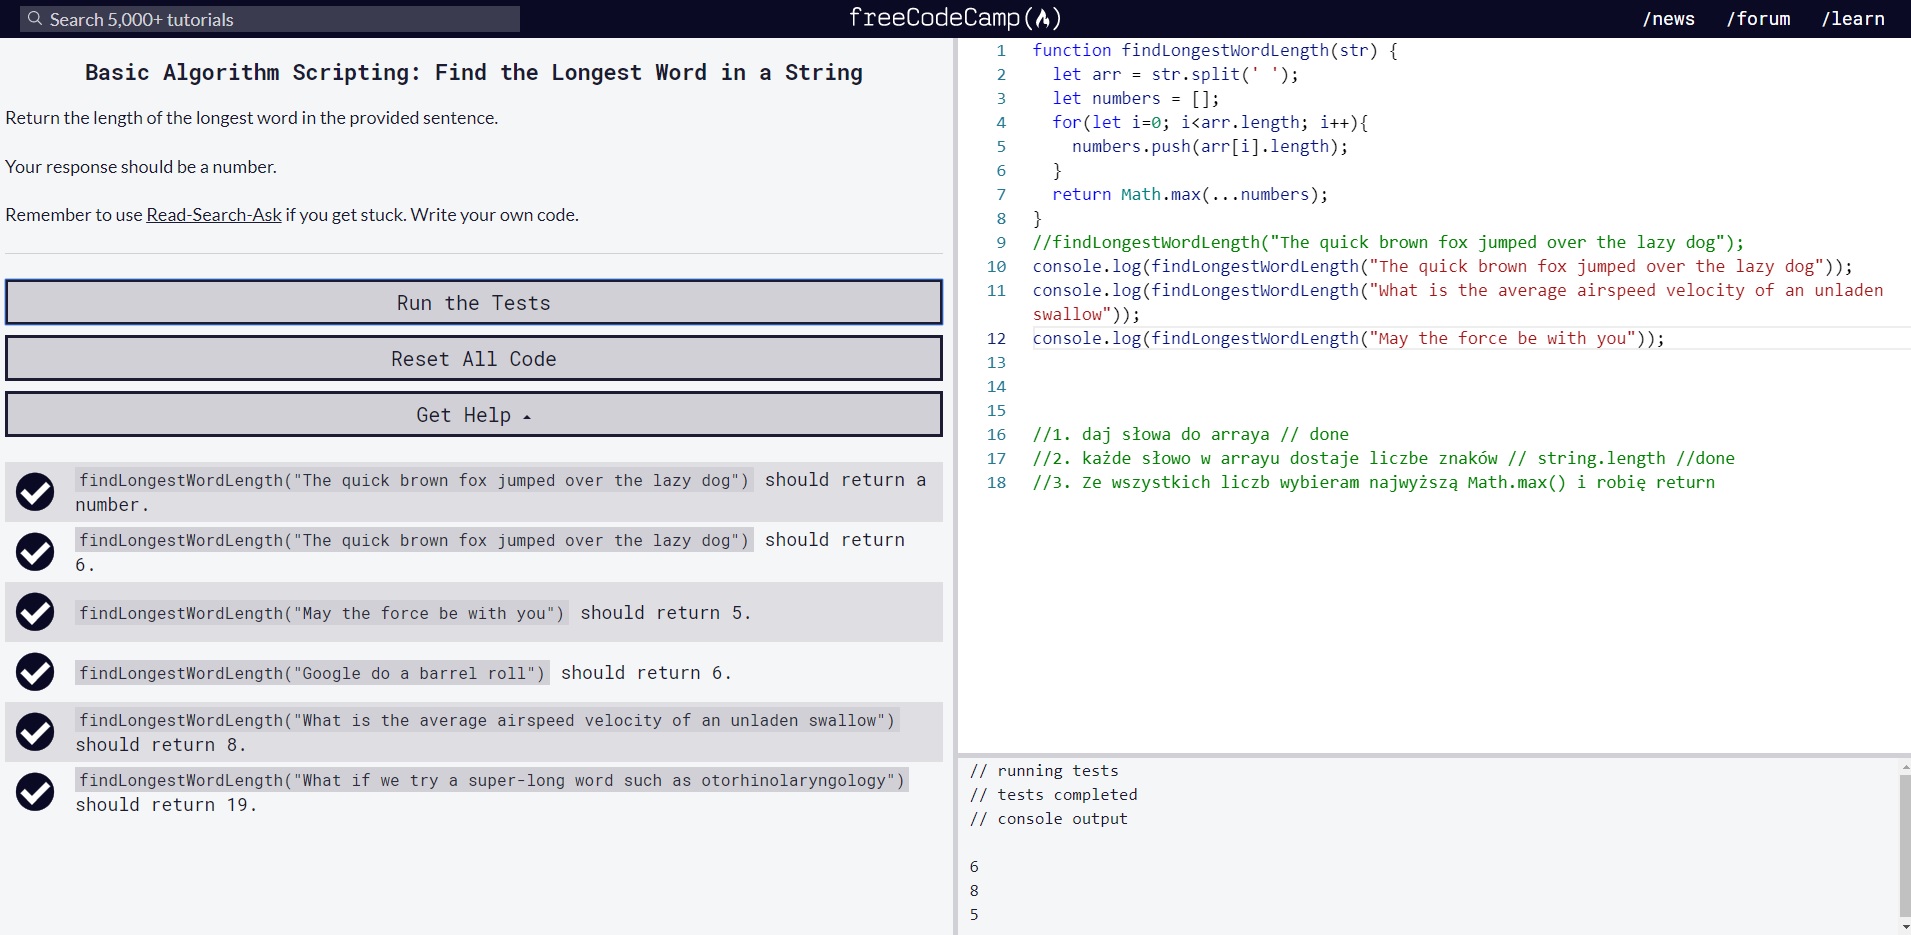 Search 5,000+ tutorials
freeCodeCamp(🔥)
/news /forum /learn
Basic Algorithm Scripting: Find the Longest Word in a String
Return the length of the longest word in the provided sentence.
Your response should be a number.
Remember to use Read-Search-Ask if you get stuck. Write your own code.
Run the Tests
Reset All Code
Get Help
findLongestWordLength("The quick brown fox jumped over the lazy dog") should return a
number.
findLongestWordLength("The quick brown fox jumped over the lazy dog") should return
6.
findLongestWordLength("May the force be with you") should return 5.
findLongestWordLength("Google do a barrel roll") should return 6.
findLongestWordLength("What is the average airspeed velocity of an unladen swallow")
should return 8.
findLongestWordLength("What if we try a super-long word such as otorhinolaryngology")
should return 19.
1 function findLongestWordLength(str) {
2 let arr = str.split(' ');
3 let numbers = [];
4 for(let i=0; i<arr.length; i++){
5 numbers.push(arr[i].length);
6 }
7 return Math.max(...numbers);
8 }
9 //findLongestWordLength("The quick brown fox jumped over the lazy dog");
10 console.log(findLongestWordLength("The quick brown fox jumped over the lazy dog"));
11 console.log(findLongestWordLength("What is the average airspeed velocity of an unladen
swallow"));
12 console.log(findLongestWordLength("May the force be with you"));
13
14
15
16 //1. daj słowa do arraya // done
17 //2. każde słowo w arrayu dostaje liczbe znaków // string.length //done
18 //3. Ze wszystkich liczb wybieram najwyższą Math.max() i robię return
// running tests
// tests completed
// console output
6
8
5